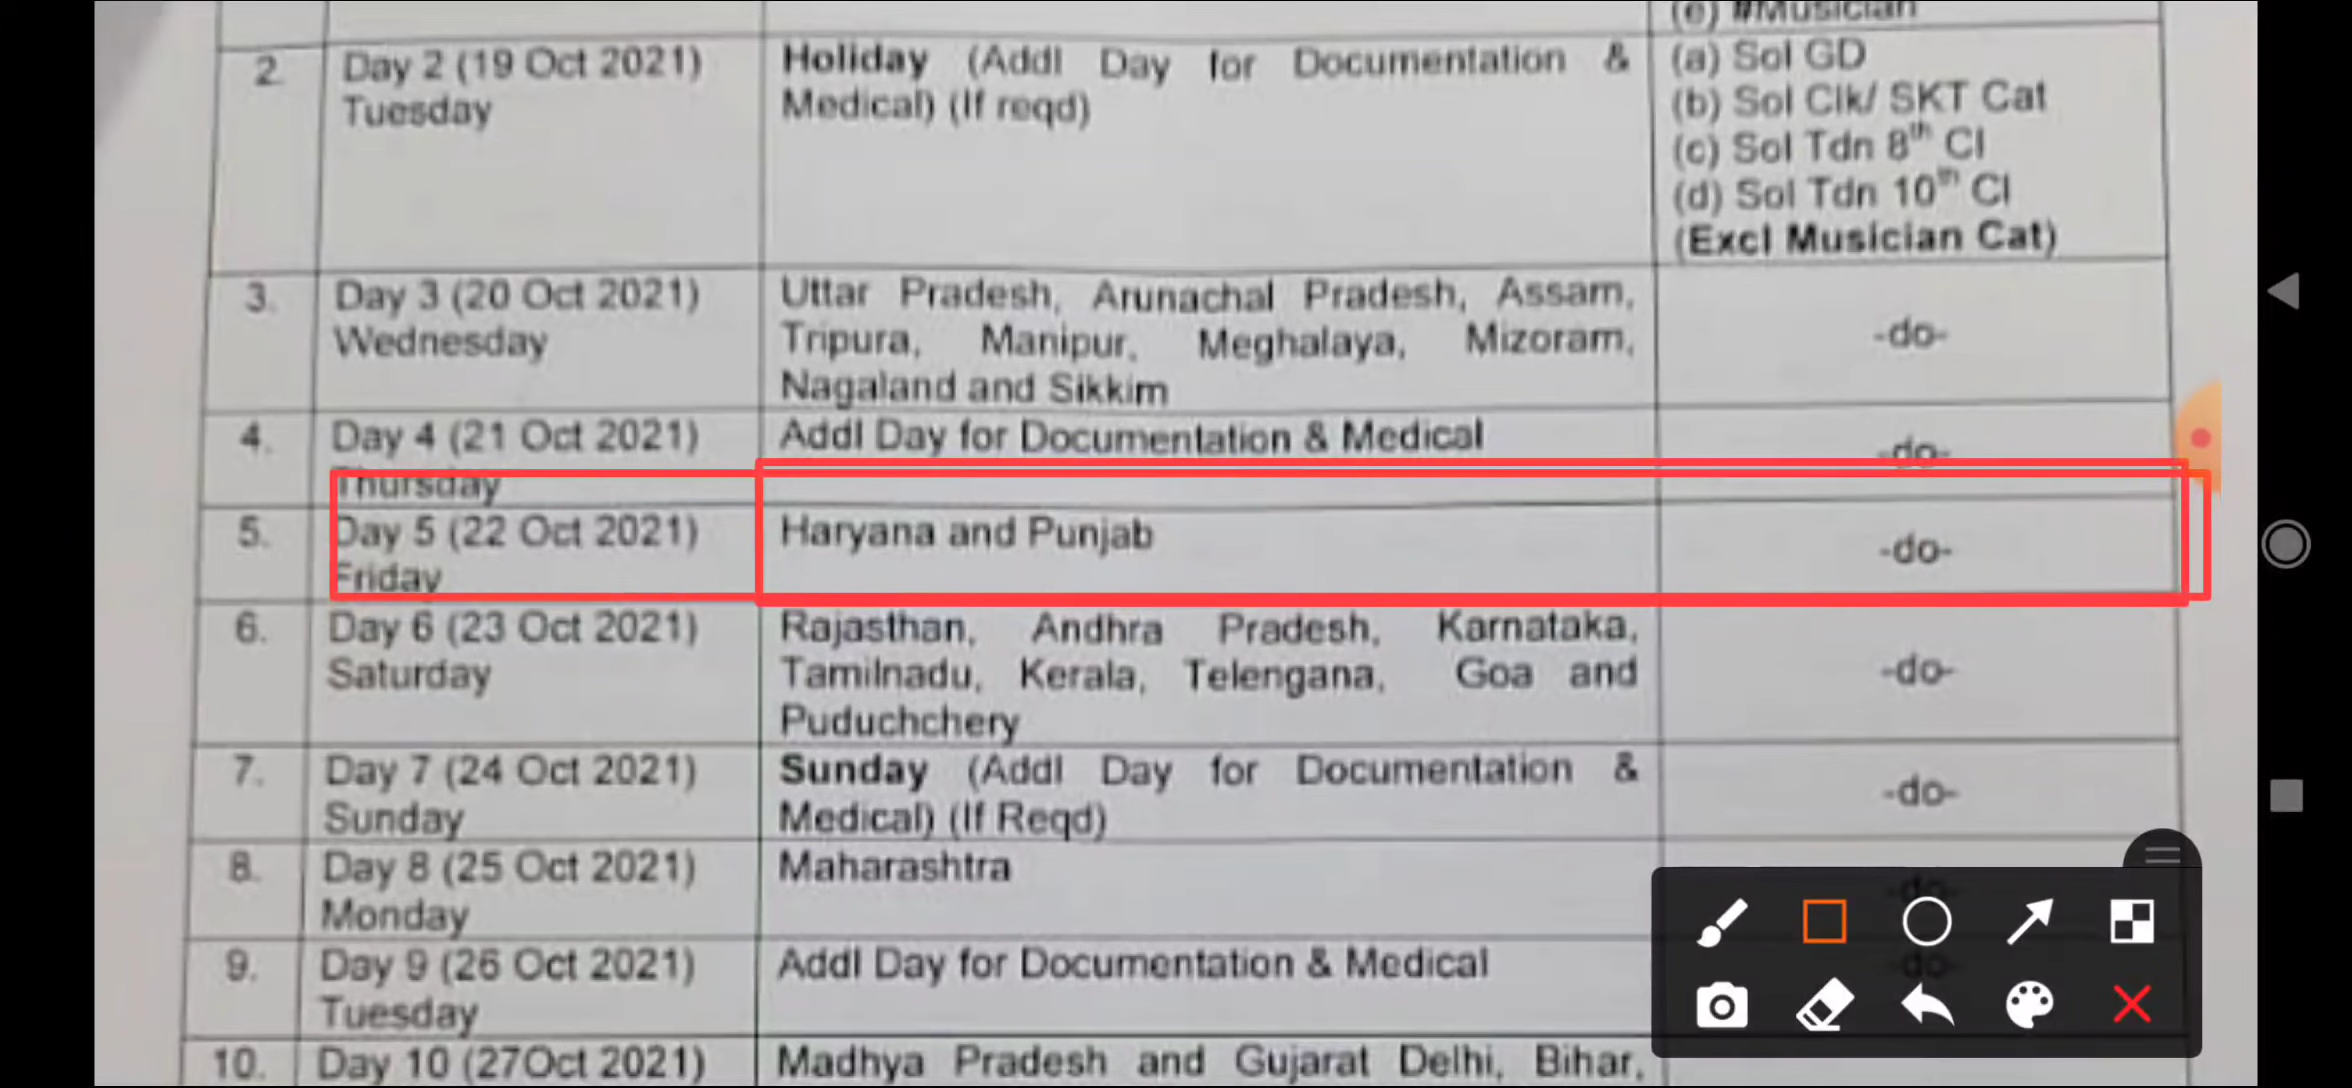 (e) #Musician
2. Day 2 (19 Oct 2021) Holiday (Addl Day for Documentation & (a) Sol GD
Tuesday Medical) (If reqd) (b) Sol Clk/ SKT Cat
(c) Sol Tdn 8th Cl
(d) Sol Tdn 10th Cl
(Excl Musician Cat)
3. Day 3 (20 Oct 2021) Uttar Pradesh, Arunachal Pradesh, Assam, -do-
Wednesday Tripura, Manipur, Meghalaya, Mizoram,
Nagaland and Sikkim
4. Day 4 (21 Oct 2021) Addl Day for Documentation & Medical -do-
Thursday
5. Day 5 (22 Oct 2021) Haryana and Punjab -do-
Friday
6. Day 6 (23 Oct 2021) Rajasthan, Andhra Pradesh, Karnataka, -do-
Saturday Tamilnadu, Kerala, Telengana, Goa and
Puduchchery
7. Day 7 (24 Oct 2021) Sunday (Addl Day for Documentation & -do-
Sunday Medical) (If Reqd)
8. Day 8 (25 Oct 2021) Maharashtra -do-
Monday
9. Day 9 (26 Oct 2021) Addl Day for Documentation & Medical -do-
Tuesday
10. Day 10 (27Oct 2021) Madhya Pradesh and Gujarat Delhi, Bihar,